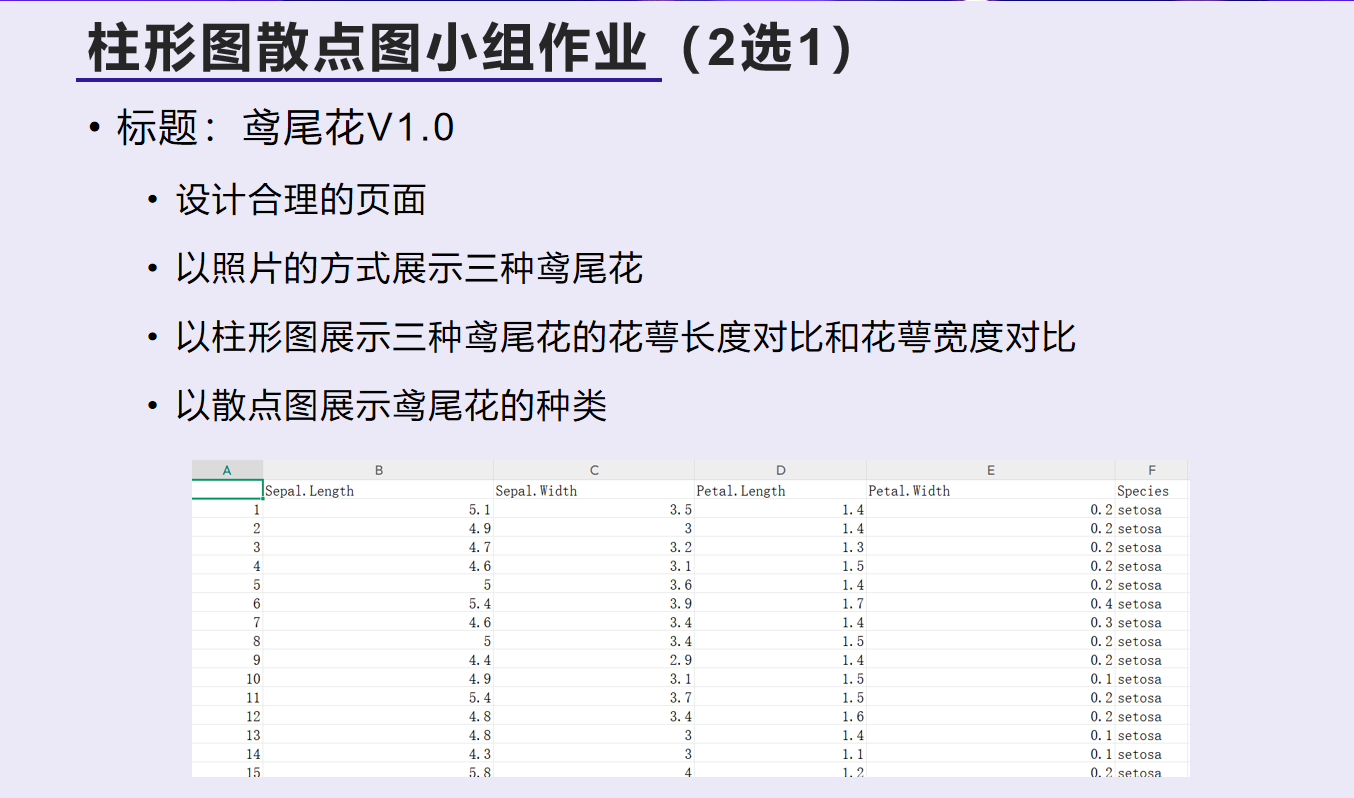 柱形图散点图小组作业（2选1）
• 标题：鸢尾花V1.0
• 设计合理的页面
• 以照片的方式展示三种鸢尾花
• 以柱形图展示三种鸢尾花的花萼长度对比和花萼宽度对比
• 以散点图展示鸢尾花的种类
A B C D E F
Sepal.Length Sepal.Width Petal.Length Petal.Width Species
1 5.1 3.5 1.4 0.2 setosa
2 4.9 3 1.4 0.2 setosa
3 4.7 3.2 1.3 0.2 setosa
4 4.6 3.1 1.5 0.2 setosa
5 5 3.6 1.4 0.2 setosa
6 5.4 3.9 1.7 0.4 setosa
7 4.6 3.4 1.4 0.3 setosa
8 5 3.4 1.5 0.2 setosa
9 4.4 2.9 1.4 0.2 setosa
10 4.9 3.1 1.5 0.1 setosa
11 5.4 3.7 1.5 0.2 setosa
12 4.8 3.4 1.6 0.2 setosa
13 4.8 3 1.4 0.1 setosa
14 4.3 3 1.1 0.1 setosa
15 5.8 4 1.2 0.2 setosa